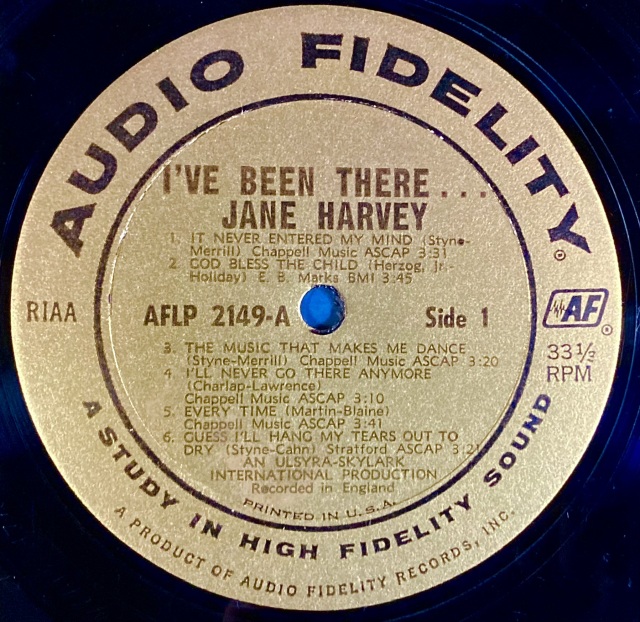 AUDIO FIDELITY
I'VE BEEN THERE...
JANE HARVEY
1. IT NEVER ENTERED MY MIND (Styne-
Merrill) Chappell Music ASCAP 3:31
2. GOD BLESS THE CHILD (Herzog, Jr.
Holiday) E. B. Marks BMI 3:45
RIAA
AFLP 2149-A
Side 1
AF
33 1/3
RPM
3. THE MUSIC THAT MAKES ME DANCE
(Styne-Merrill) Chappell Music ASCAP 3:20
4. I'LL NEVER GO THERE ANYMORE
(Charlap-Lawrence)
Chappell Music ASCAP 3:10
5. EVERY TIME (Martin-Blaine)
Chappell Music ASCAP 3:41
6. GUESS I'LL HANG MY TEARS OUT TO
DRY (Styne-Cahn) Stratford ASCAP 3:21
AN ULSYRA-SKYLARK
INTERNATIONAL PRODUCTION
Recorded in England
PRINTED IN U.S.A.
A STUDY IN HIGH FIDELITY SOUND
A PRODUCT OF AUDIO FIDELITY RECORDS, INC.